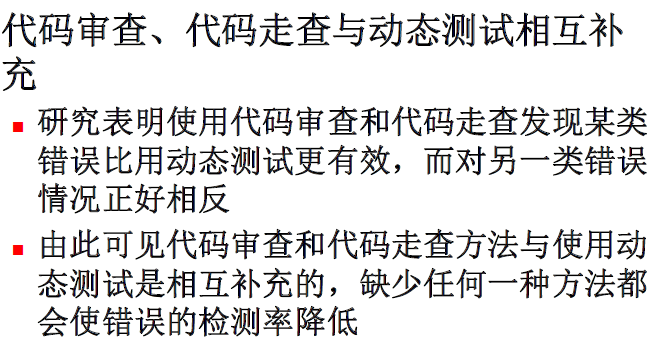 代码审查、代码走查与动态测试相互补
充
研究表明使用代码审查和代码走查发现某类
错误比用动态测试更有效，而对另一类错误
情况正好相反
由此可见代码审查和代码走查方法与使用动
态测试是相互补充的，缺少任何一种方法都
会使错误的检测率降低